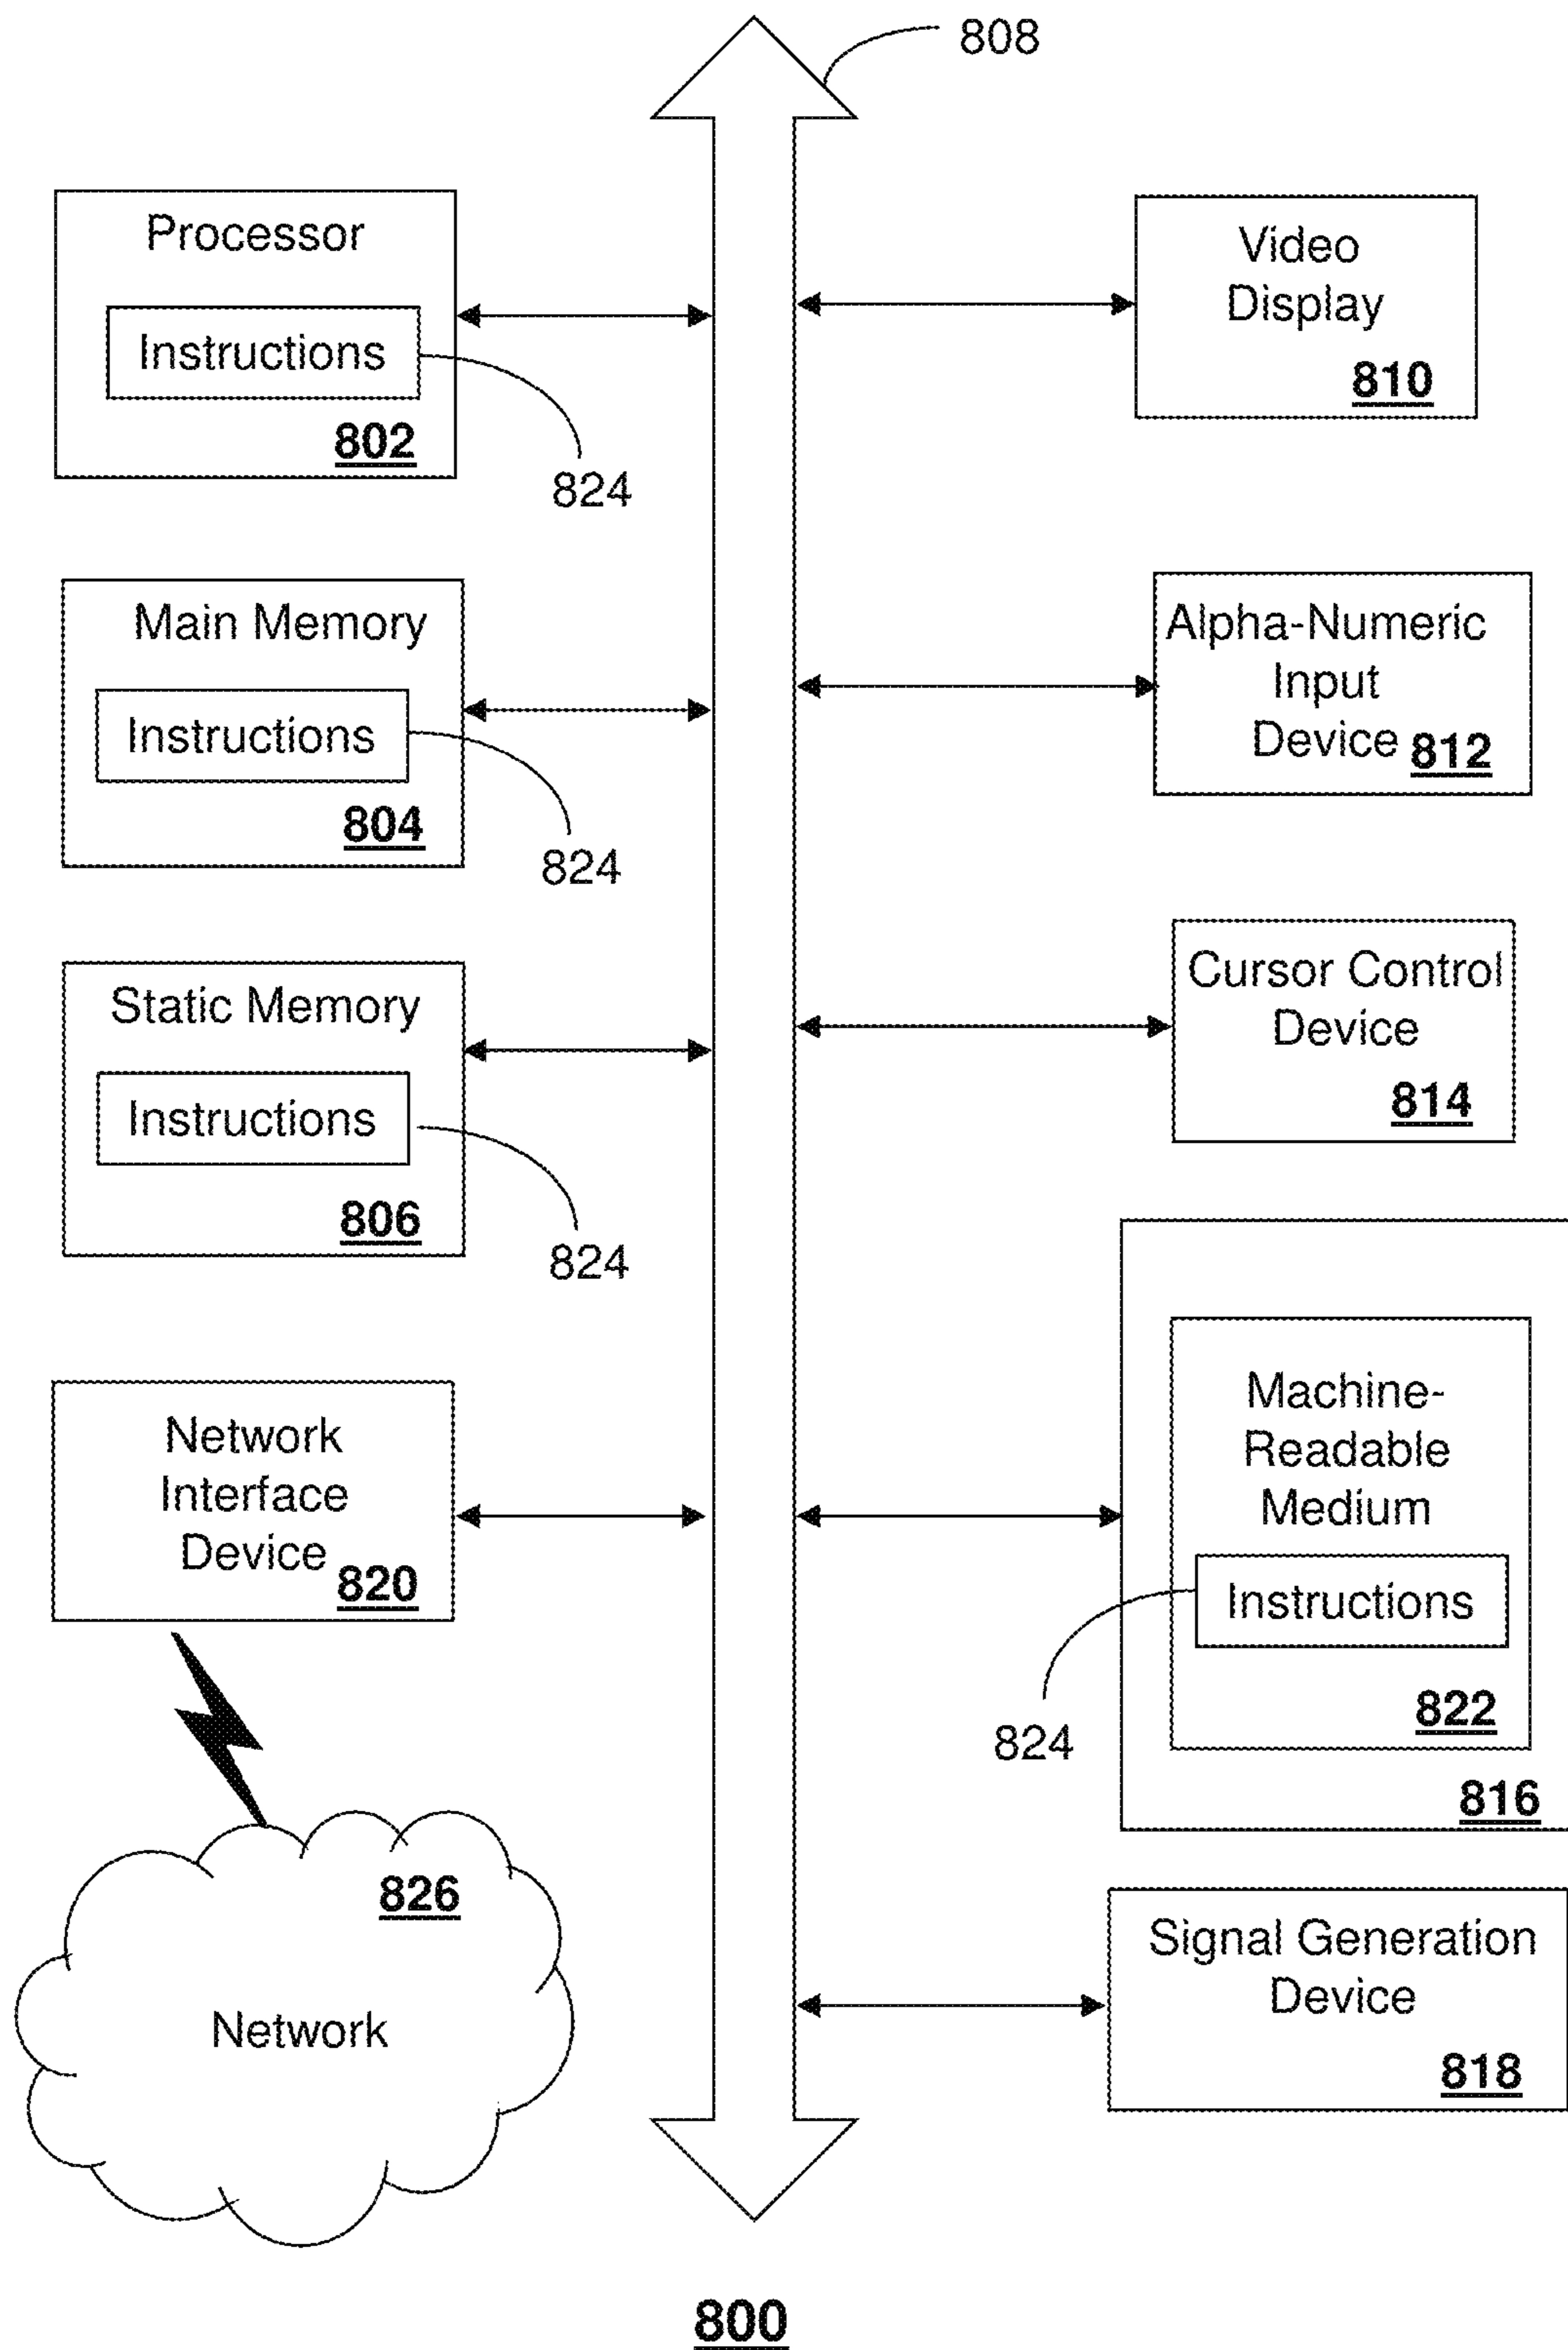 808
Processor
Instructions
802
824
Main Memory
Instructions
804
824
Static Memory
Instructions
806
824
Network
Interface
Device
820
826
Network
Video
Display
810
Alpha-Numeric
Input
Device 812
Cursor Control
Device
814
Machine-
Readable
Medium
Instructions
822
824
816
Signal Generation
Device
818
800